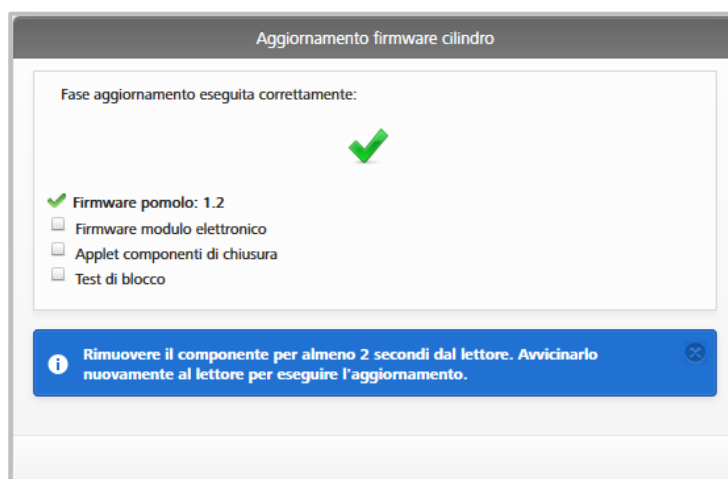 Aggiornamento firmware cilindro
Fase aggiornamento eseguita correttamente:
Firmware pomolo: 1.2
Firmware modulo elettronico
Applet componenti di chiusura
Test di blocco
Rimuovere il componente per almeno 2 secondi dal lettore. Avvicinarlo
nuovamente al lettore per eseguire l'aggiornamento.